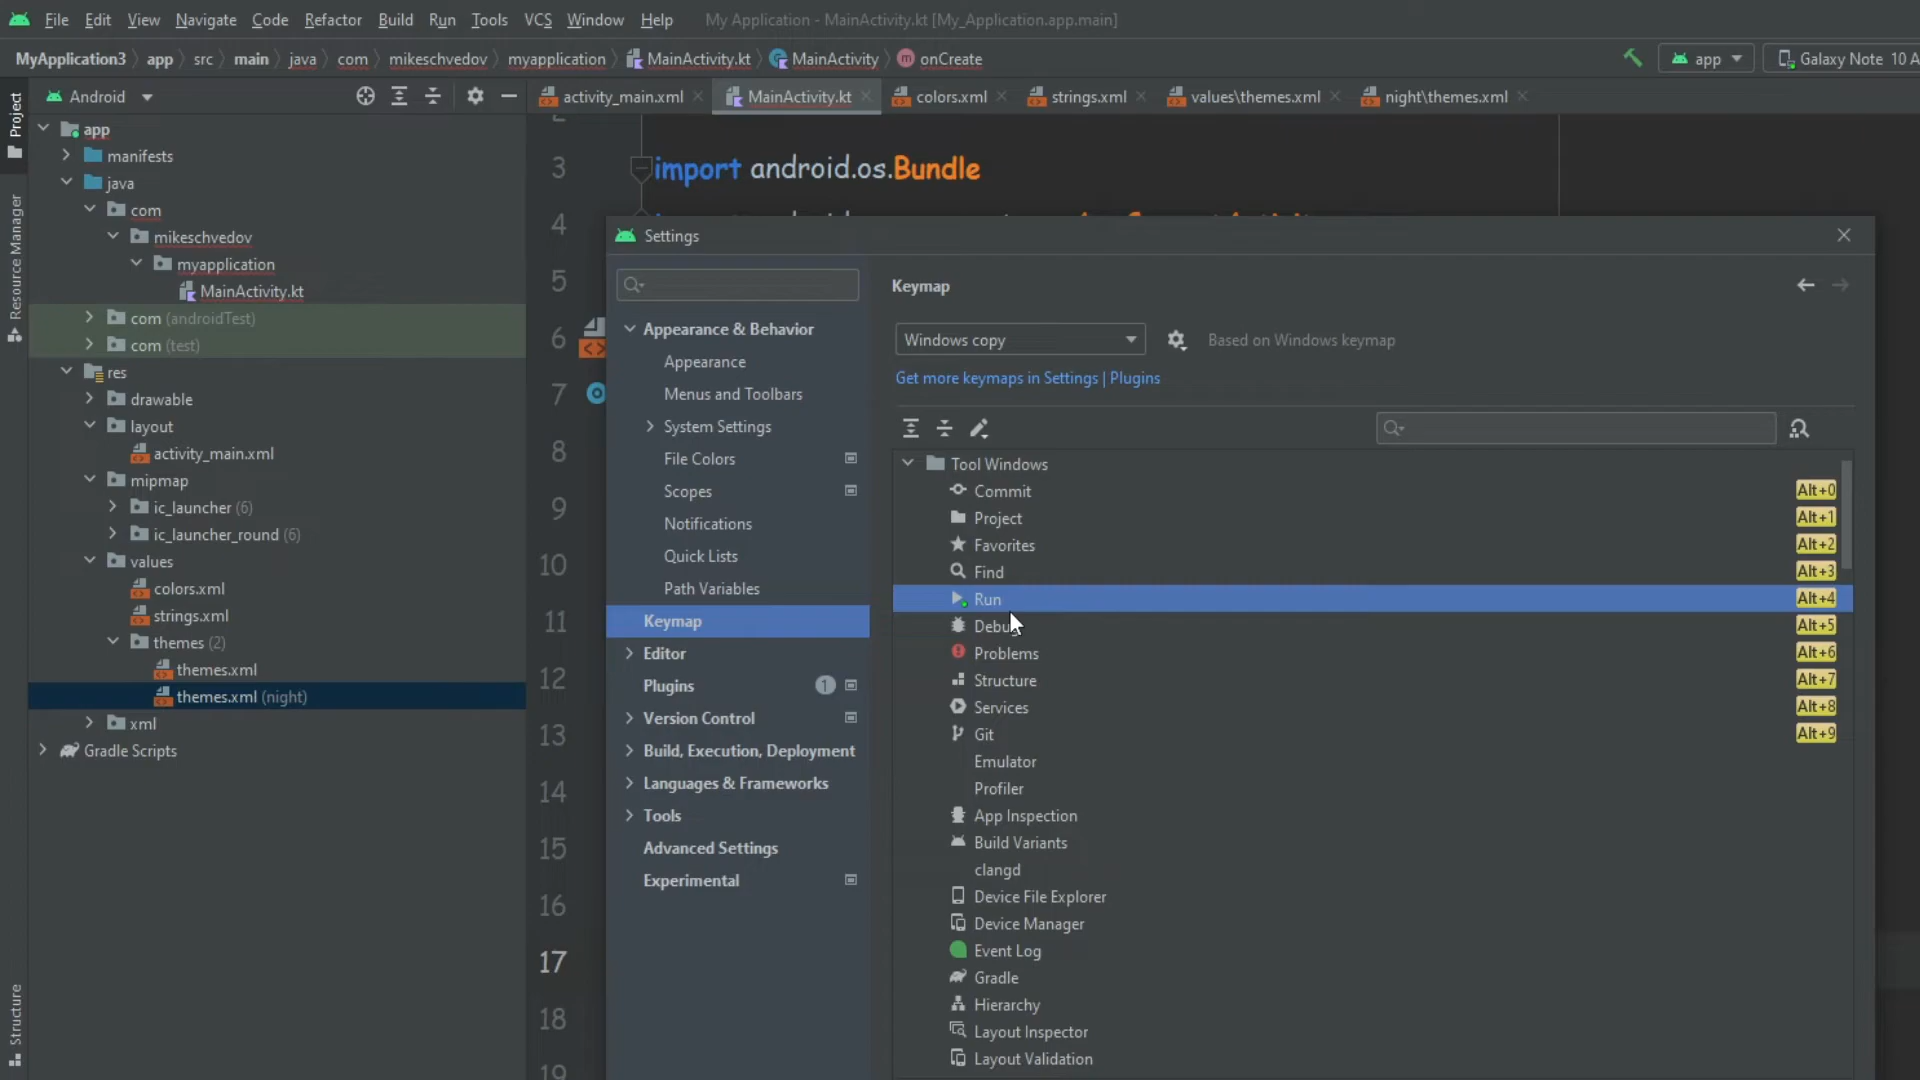 File Edit View Navigate Code Refactor Build Run Tools VCS Window Help My Application - MainActivity.kt [My_Application.app.main]
MyApplication3 app src main java com mikeschvedov myapplication MainActivity.kt MainActivity onCreate app Galaxy Note 10 A
Android
activity_main.xml MainActivity.kt colors.xml strings.xml values\themes.xml night\themes.xml
Project
Resource Manager
Structure
app
manifests
java
com
mikeschvedov
myapplication
MainActivity.kt
com (androidTest)
com (test)
res
drawable
layout
activity_main.xml
mipmap
ic_launcher (6)
ic_launcher_round (6)
values
colors.xml
strings.xml
themes (2)
themes.xml
themes.xml (night)
xml
Gradle Scripts
3 import android.os.Bundle
4
5
6
7
8
9
10
11
12
13
14
15
16
17
18
19
Settings
Appearance & Behavior
Appearance
Menus and Toolbars
System Settings
File Colors
Scopes
Notifications
Quick Lists
Path Variables
Keymap
Editor
Plugins 1
Version Control
Build, Execution, Deployment
Languages & Frameworks
Tools
Advanced Settings
Experimental
Keymap
Windows copy Based on Windows keymap
Get more keymaps in Settings | Plugins
Tool Windows
Commit Alt+0
Project Alt+1
Favorites Alt+2
Find Alt+3
Run Alt+4
Debug Alt+5
Problems Alt+6
Structure Alt+7
Services Alt+8
Git Alt+9
Emulator
Profiler
App Inspection
Build Variants
clangd
Device File Explorer
Device Manager
Event Log
Gradle
Hierarchy
Layout Inspector
Layout Validation